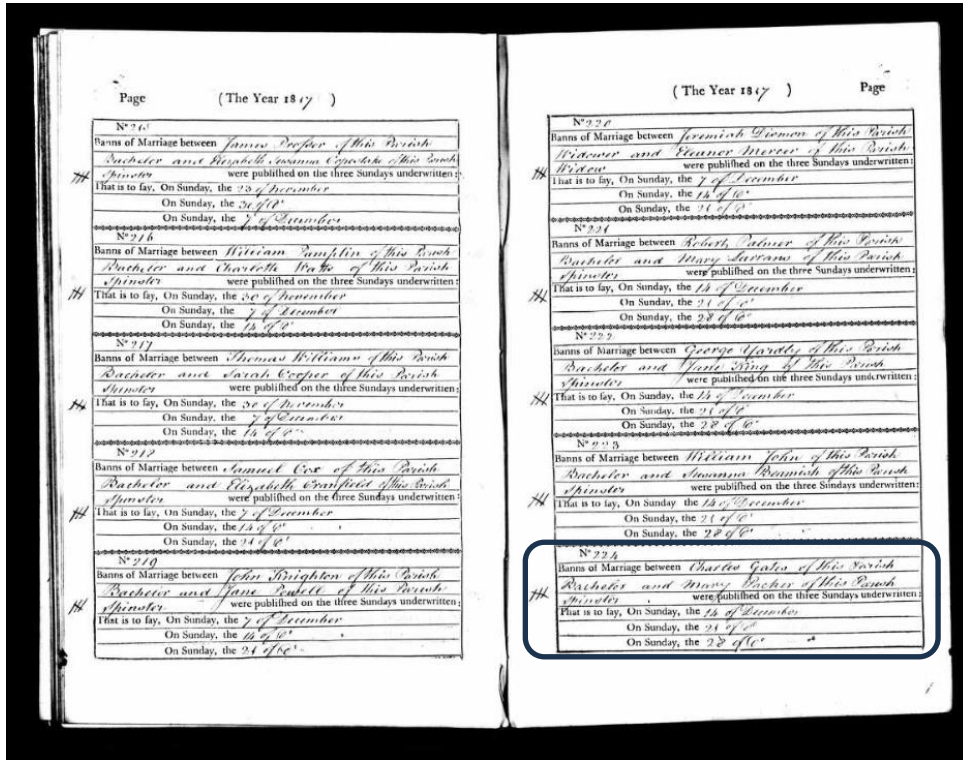 Page (The Year 1817 )
No 215
Banns of Marriage between James Prosser of this Parish
Bachelor and Elizabeth Susanna Copestake of this Parish
Spinster were published on the three Sundays underwritten:
That is to say, On Sunday, the 23 of November
On Sunday, the 30 of Do
On Sunday, the 7 of December
No 216
Banns of Marriage between William Pamplin of this Parish
Bachelor and Charlotte Watts of this Parish
Spinster were published on the three Sundays underwritten:
That is to say, On Sunday, the 30 of November
On Sunday, the 7 of December
On Sunday, the 14 of Do
No 217
Banns of Marriage between Thomas Williams of this Parish
Bachelor and Sarah Cooper of this Parish
Spinster were published on the three Sundays underwritten:
That is to say, On Sunday, the 30 of November
On Sunday, the 7 of December
On Sunday, the 14 of Do
No 218
Banns of Marriage between Samuel Cox of this Parish
Bachelor and Elizabeth Cranfield of this Parish
Spinster were published on the three Sundays underwritten:
That is to say, On Sunday, the 7 of December
On Sunday, the 14 of Do
On Sunday, the 21 of Do
No 219
Banns of Marriage between John Knighton of this Parish
Bachelor and Jane Powell of this Parish
Spinster were published on the three Sundays underwritten:
That is to say, On Sunday, the 7 of December
On Sunday, the 14 of Do
On Sunday, the 21 of Do
(The Year 1817 ) Page
No 220
Banns of Marriage between Jeremiah Dismon of this Parish
Widower and Eleanor Mercer of this Parish
Widow were published on the three Sundays underwritten:
That is to say, On Sunday, the 7 of December
On Sunday, the 14 of Do
On Sunday, the 21 of Do
No 221
Banns of Marriage between Robert Palmer of this Parish
Bachelor and Mary of this Parish
Spinster were published on the three Sundays underwritten:
That is to say, On Sunday, the 14 of December
On Sunday, the 21 of Do
On Sunday, the 28 of Do
No 222
Banns of Marriage between George Yardly of this Parish
Bachelor and Jane King of this Parish
Spinster were published on the three Sundays underwritten:
That is to say, On Sunday, the 14 of December
On Sunday, the 21 of Do
On Sunday, the 28 of Do
No 223
Banns of Marriage between William John of this Parish
Bachelor and Susanna Beamish of this Parish
Spinster were published on the three Sundays underwritten:
That is to say, On Sunday the 14 of December
On Sunday, the 21 of Do
On Sunday, the 28 of Do
No 224
Banns of Marriage between Charles Gates of this Parish
Bachelor and Mary Pacher of this Parish
Spinster were published on the three Sundays underwritten:
That is to say, On Sunday, the 14 of December
On Sunday, the 21 of Do
On Sunday, the 28 of Do